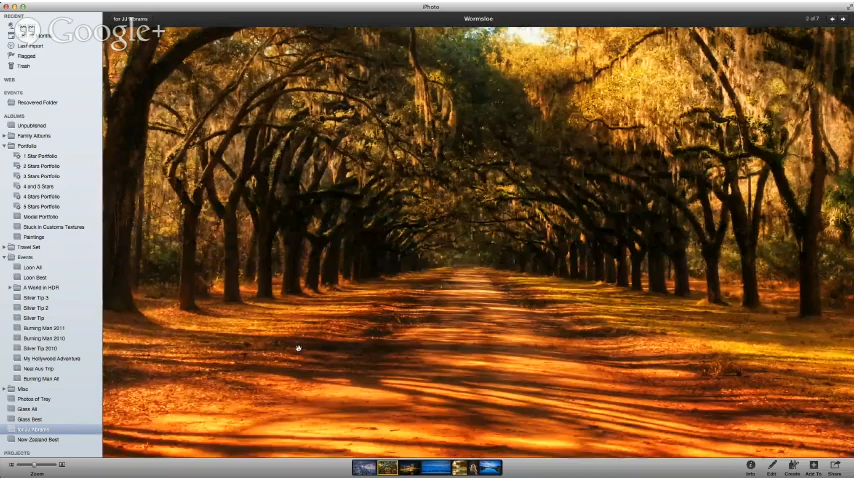 iPhoto
for JJ Abrams
Wormsloe
2 of 7
Google+
RECENT
Last Import
Flagged
Trash
WEB
EVENTS
Recovered Folder
ALBUMS
Unpublished
Family Albums
Portfolio
1 Star Portfolio
2 Stars Portfolio
3 Stars Portfolio
4 and 5 Stars
4 Stars Portfolio
5 Stars Portfolio
Model Portfolio
Stuck in Customs Textures
Paintings
Travel Set
Events
Loon All
Loon Best
A World in HDR
Silver Tip 3
Silver Tip 2
Silver Tip
Burning Man 2011
Burning Man 2010
Silver Tip 2010
My Hollywood Adventure
Nepi Aus Trip
Burning Man All
Misc
Photos of Trey
Glass All
Glass Best
for JJ Abrams
New Zealand Best
PROJECTS
Zoom
Info
Edit
Create
Add To
Share